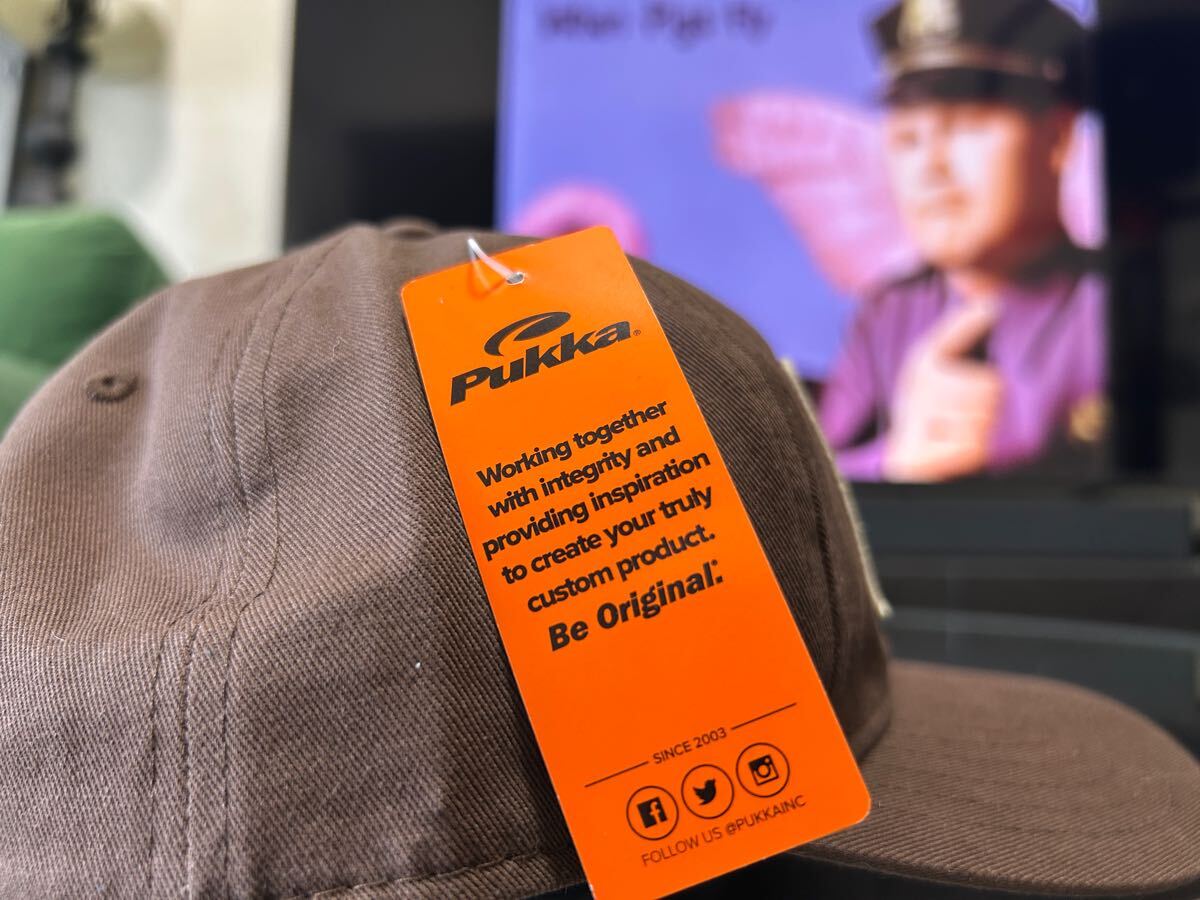 Pukka®
Working together
with integrity and
providing inspiration
to create your truly
custom product.
Be Original.®
SINCE 2003
FOLLOW US @PUKKAINC